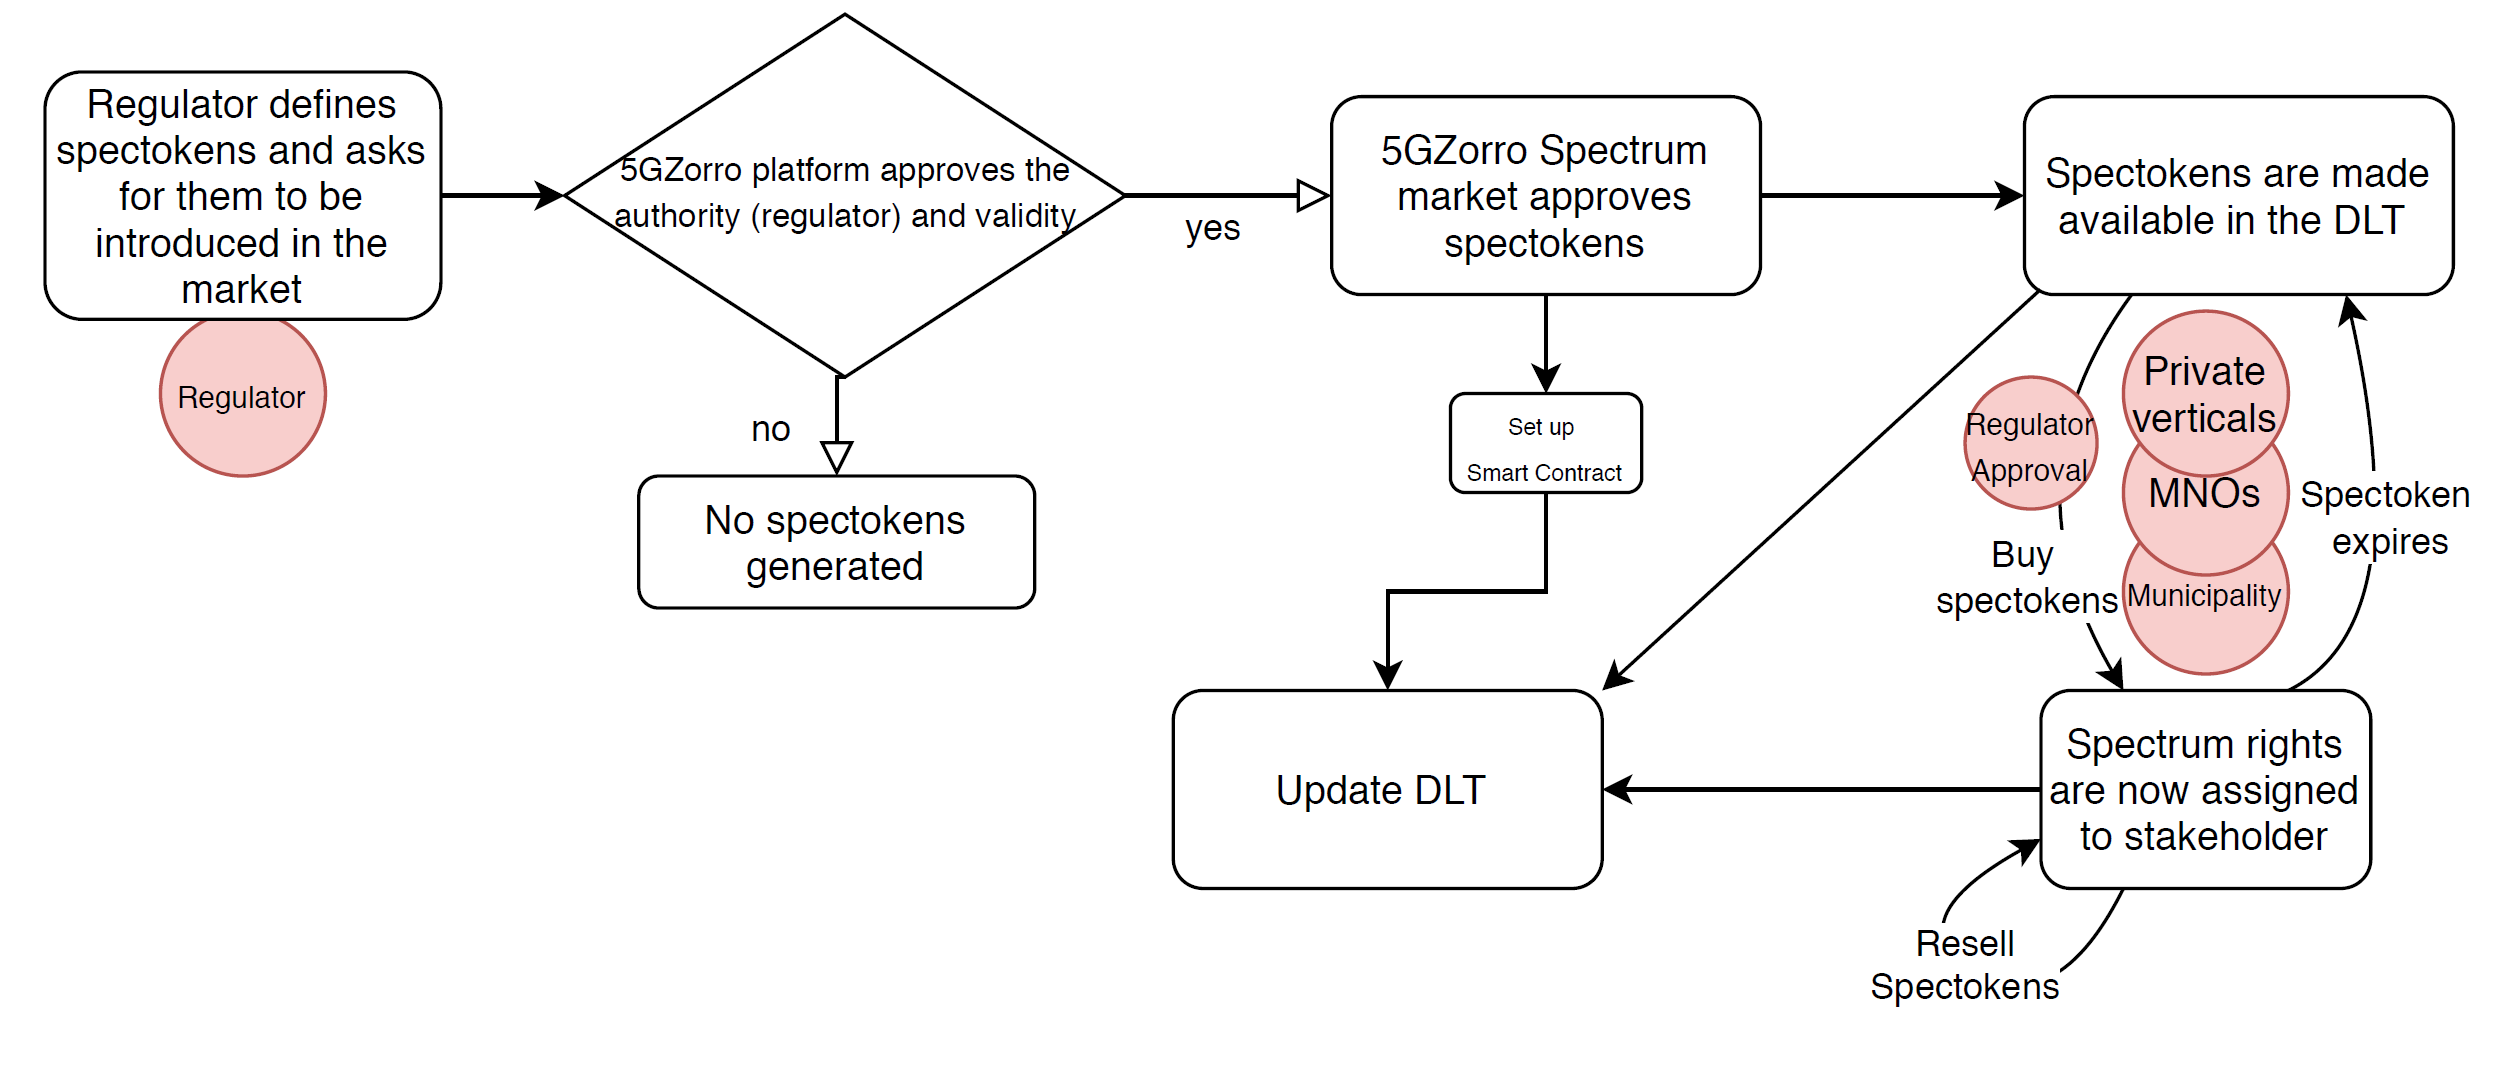 Regulator defines
spectokens and asks
for them to be
introduced in the
market
Regulator
5GZorro platform approves the
authority (regulator) and validity
yes
no
No spectokens
generated
5GZorro Spectrum
market approves
spectokens
Set up
Smart Contract
Update DLT
Spectokens are made
available in the DLT
Regulator
Approval
Private
verticals
MNOs
Municipality
Buy
spectokens
Spectoken
expires
Spectrum rights
are now assigned
to stakeholder
Resell
Spectokens